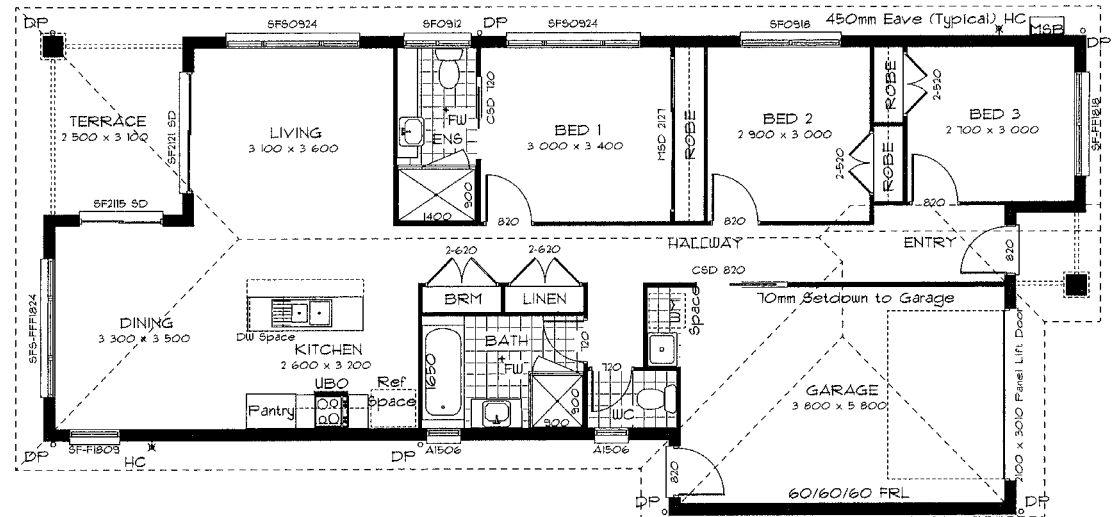 DP
SFS0924
SF0912
DP
SFS0924
SF0918
450mm Eave (Typical)
HC
MSB
DP
TERRACE
2 500 x 3 100
SF2121 SD
LIVING
3 100 x 3 600
FW
ENS
CSD 720
BED 1
3 000 x 3 400
MSD 2127
ROBE
BED 2
2 900 x 3 000
2-520
ROBE
ROBE
2-520
BED 3
2 700 x 3 000
SF-FF1818
SF2115 SD
1400
900
820
820
820
2-620
2-620
HALLWAY
ENTRY
820
CSD 820
BRM
LINEN
WM
Space
70mm Setdown to Garage
SFS-FFF1824
DINING
3 300 x 3 500
DW Space
KITCHEN
2 600 x 3 200
UBO
Pantry
Ref
Space
1650
BATH
FW
720
720
900
900
WC
GARAGE
3 800 x 5 800
2100 x 3010 Panel Lift Door
DP
SF-F1809
HC
DP
A1506
A1506
820
DP
60/60/60 FRL
DP